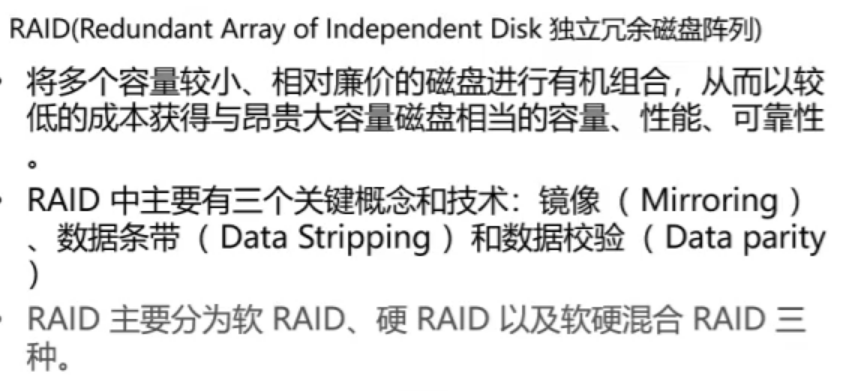 RAID(Redundant Array of Independent Disk 独立冗余磁盘阵列)
• 将多个容量较小、相对廉价的磁盘进行有机组合，从而以较
低的成本获得与昂贵大容量磁盘相当的容量、性能、可靠性
。
• RAID 中主要有三个关键概念和技术：镜像（ Mirroring ）
、数据条带（ Data Stripping ）和数据校验（ Data parity
）
• RAID 主要分为软 RAID、硬 RAID 以及软硬混合 RAID 三
种。